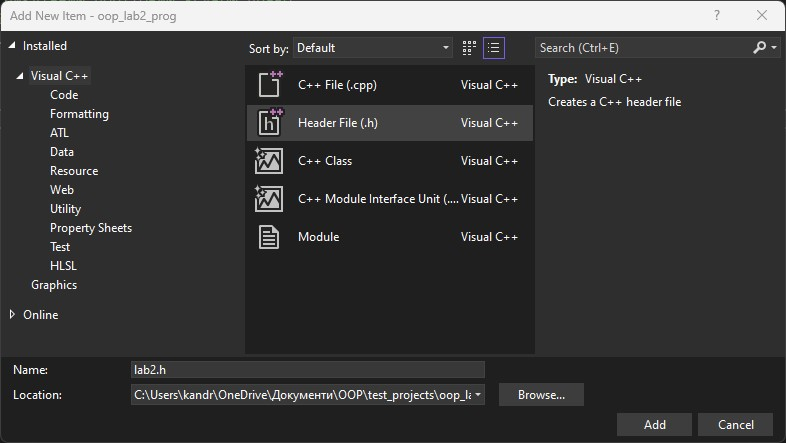 Add New Item - oop_lab2_prog
? 
Installed
Visual C++
Code
Formatting
ATL
Data
Resource
Web
Utility
Property Sheets
Test
HLSL
Graphics
Online
Sort by: Default
C++ File (.cpp) Visual C++
Header File (.h) Visual C++
C++ Class Visual C++
C++ Module Interface Unit (.... Visual C++
Module Visual C++
Search (Ctrl+E)
Type: Visual C++
Creates a C++ header file
Name: lab2.h
Location: C:\Users\kandr\OneDrive\Документи\OOP\test_projects\oop_la
Browse...
Add Cancel